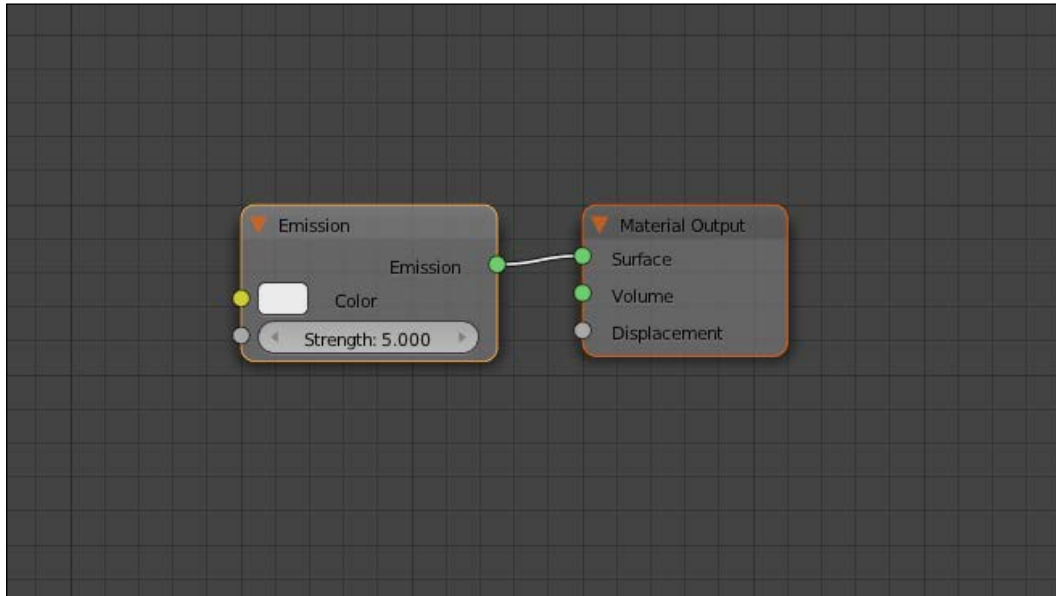 Emission
Emission
Color
Strength: 5.000
Material Output
Surface
Volume
Displacement